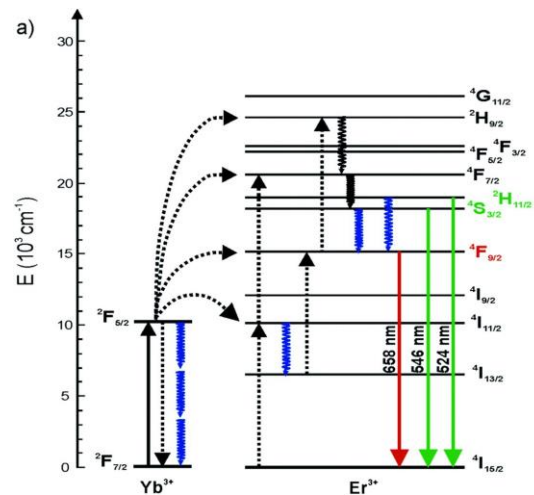 a)
E (10³ cm⁻¹)
30
25
20
15
10
5
0
²F₅/₂
²F₇/₂
Yb³⁺
⁴G₁₁/₂
²H₉/₂
⁴F₃/₂
⁴F₅/₂
⁴F₇/₂
²H₁₁/₂
⁴S₃/₂
⁴F₉/₂
⁴I₉/₂
⁴I₁₁/₂
⁴I₁₃/₂
⁴I₁₅/₂
658 nm
546 nm
524 nm
Er³⁺